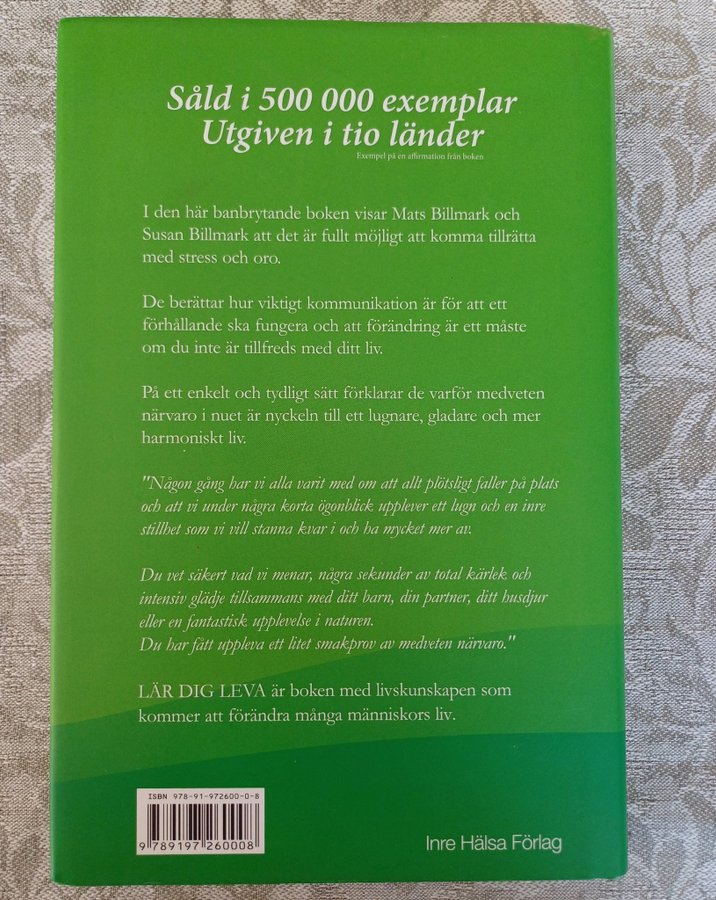 Såld i 500 000 exemplar
Utgiven i tio länder
Exempel på en affirmation från boken
I den här banbrytande boken visar Mats Billmark och
Susan Billmark att det är fullt möjligt att komma tillrätta
med stress och oro.
De berättar hur viktigt kommunikation är för att ett
förhållande ska fungera och att förändring är ett måste
om du inte är tillfreds med ditt liv.
På ett enkelt och tydligt sätt förklarar de varför medveten
närvaro i nuet är nyckeln till ett lugnare, gladare och mer
harmoniskt liv.
"Någon gång har vi alla varit med om att allt plötsligt faller på plats
och att vi under några korta ögonblick upplever ett lugn och en inre
stillhet som vi vill stanna kvar i och ha mycket mer av.
Du vet säkert vad vi menar, några sekunder av total kärlek och
intensiv glädje tillsammans med ditt barn, din partner, ditt husdjur
eller en fantastisk upplevelse i naturen.
Du har fått uppleva ett litet smakprov av medveten närvaro."
LÄR DIG LEVA är boken med livskunskapen som
kommer att förändra många människors liv.
ISBN 978-91-972600-0-8
9 789197 260008
Inre Hälsa Förlag